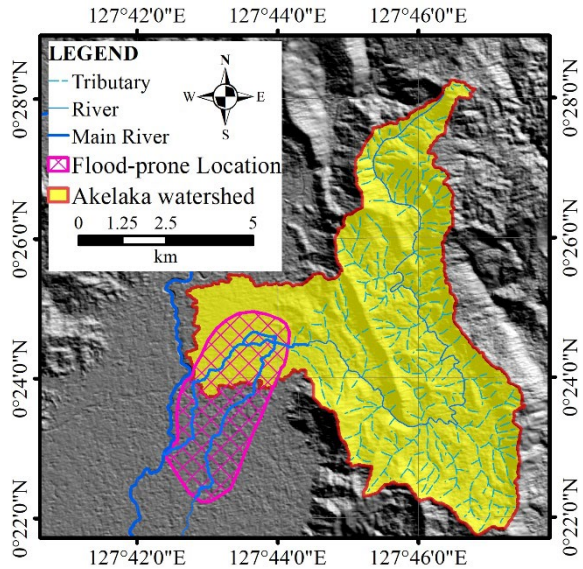 127°42'0"E 127°44'0"E 127°46'0"E
LEGEND
Tributary
River
Main River
Flood-prone Location
Akelaka watershed
0 1.25 2.5 5
km
N
W E
S
0°28'0"N
0°26'0"N
0°24'0"N
0°22'0"N
0°28'0"N
0°26'0"N
0°24'0"N
0°22'0"N
127°42'0"E 127°44'0"E 127°46'0"E